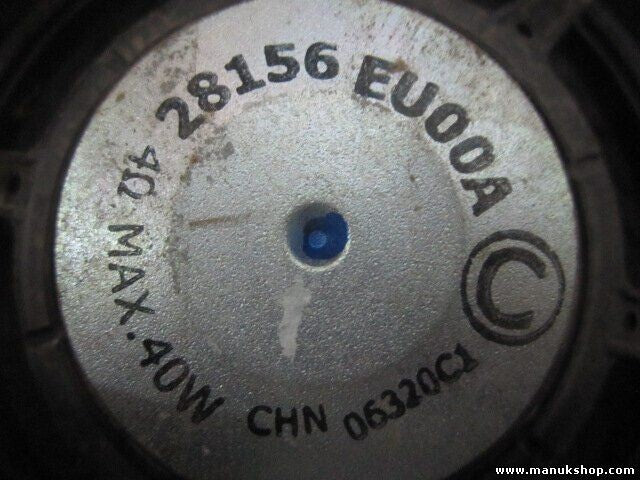 28156 EU00A
C
4Ω MAX.40W
CHN 06320C1
www.manukshop.com